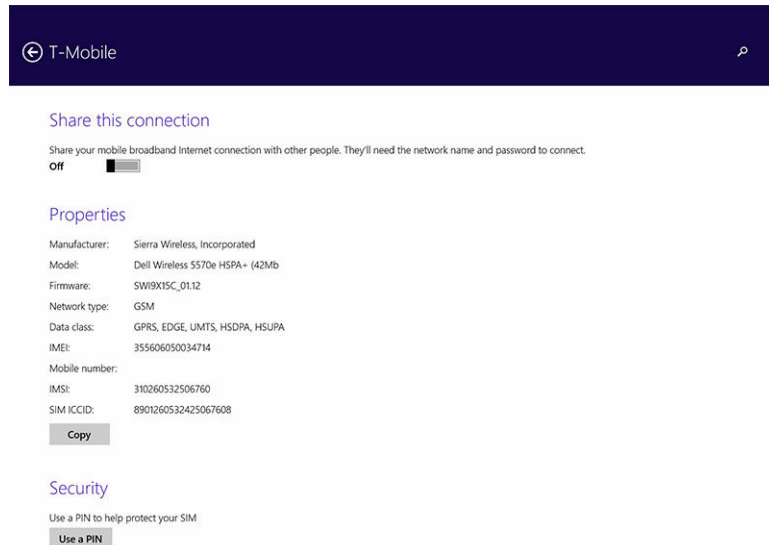 T-Mobile
Share this connection
Share your mobile broadband Internet connection with other people. They'll need the network name and password to connect.
Off
Properties
Manufacturer: Sierra Wireless, Incorporated
Model: Dell Wireless 5570e HSPA+ (42Mb
Firmware: SWI9X15C_01.12
Network type: GSM
Data class: GPRS, EDGE, UMTS, HSDPA, HSUPA
IMEI: 355606050034714
Mobile number:
IMSI: 310260532506760
SIM ICCID: 8901260532425067608
Copy
Security
Use a PIN to help protect your SIM
Use a PIN